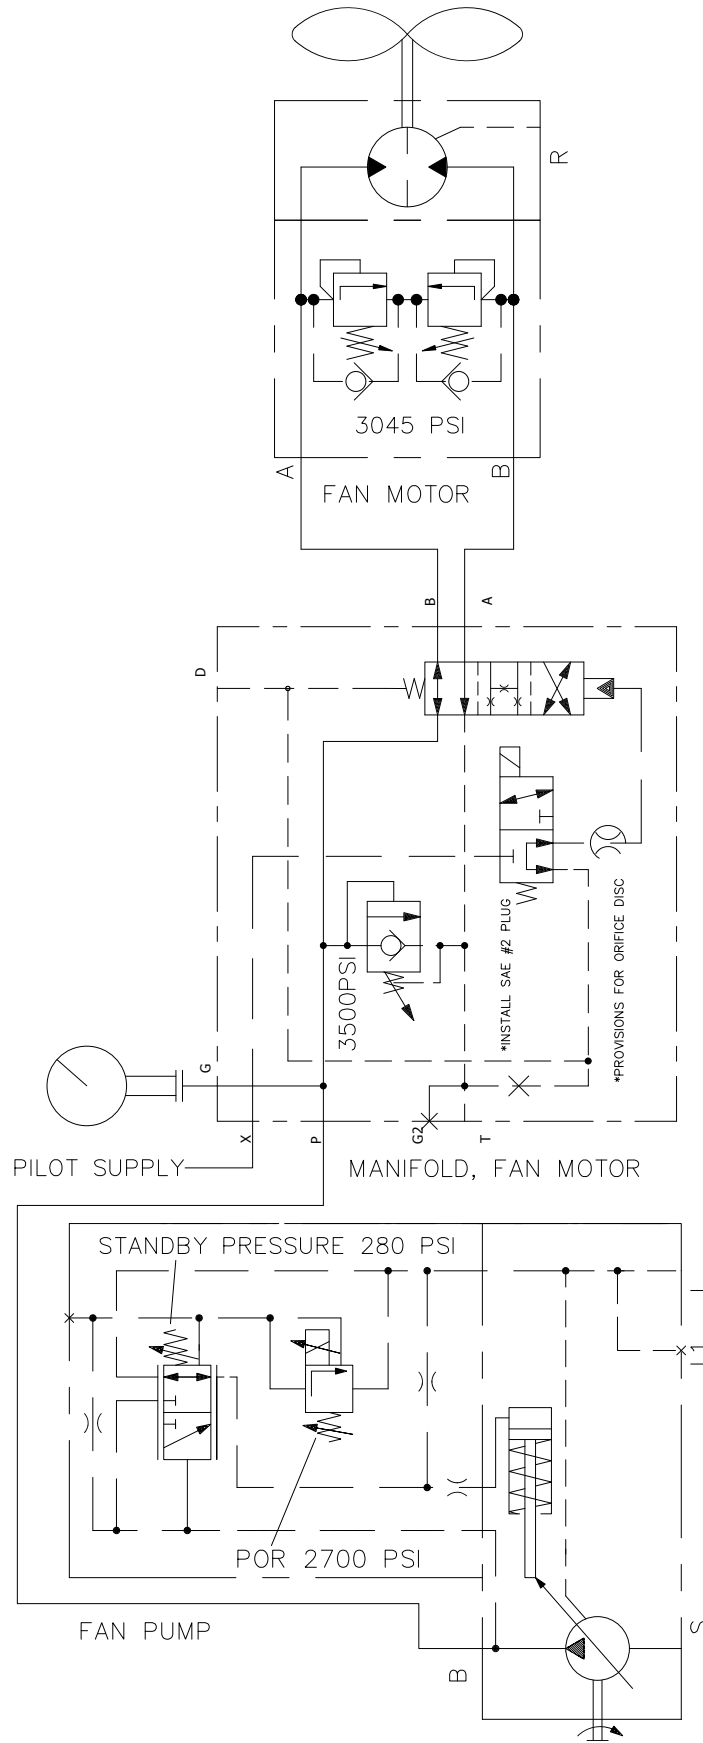 R
3045 PSI
A
B
FAN MOTOR
B
A
D
*INSTALL SAE #2 PLUG
*PROVISIONS FOR ORIFICE DISC
3500PSI
G
X
P
G2
T
PILOT SUPPLY
MANIFOLD, FAN MOTOR
STANDBY PRESSURE 280 PSI
POR 2700 PSI
FAN PUMP
B
S